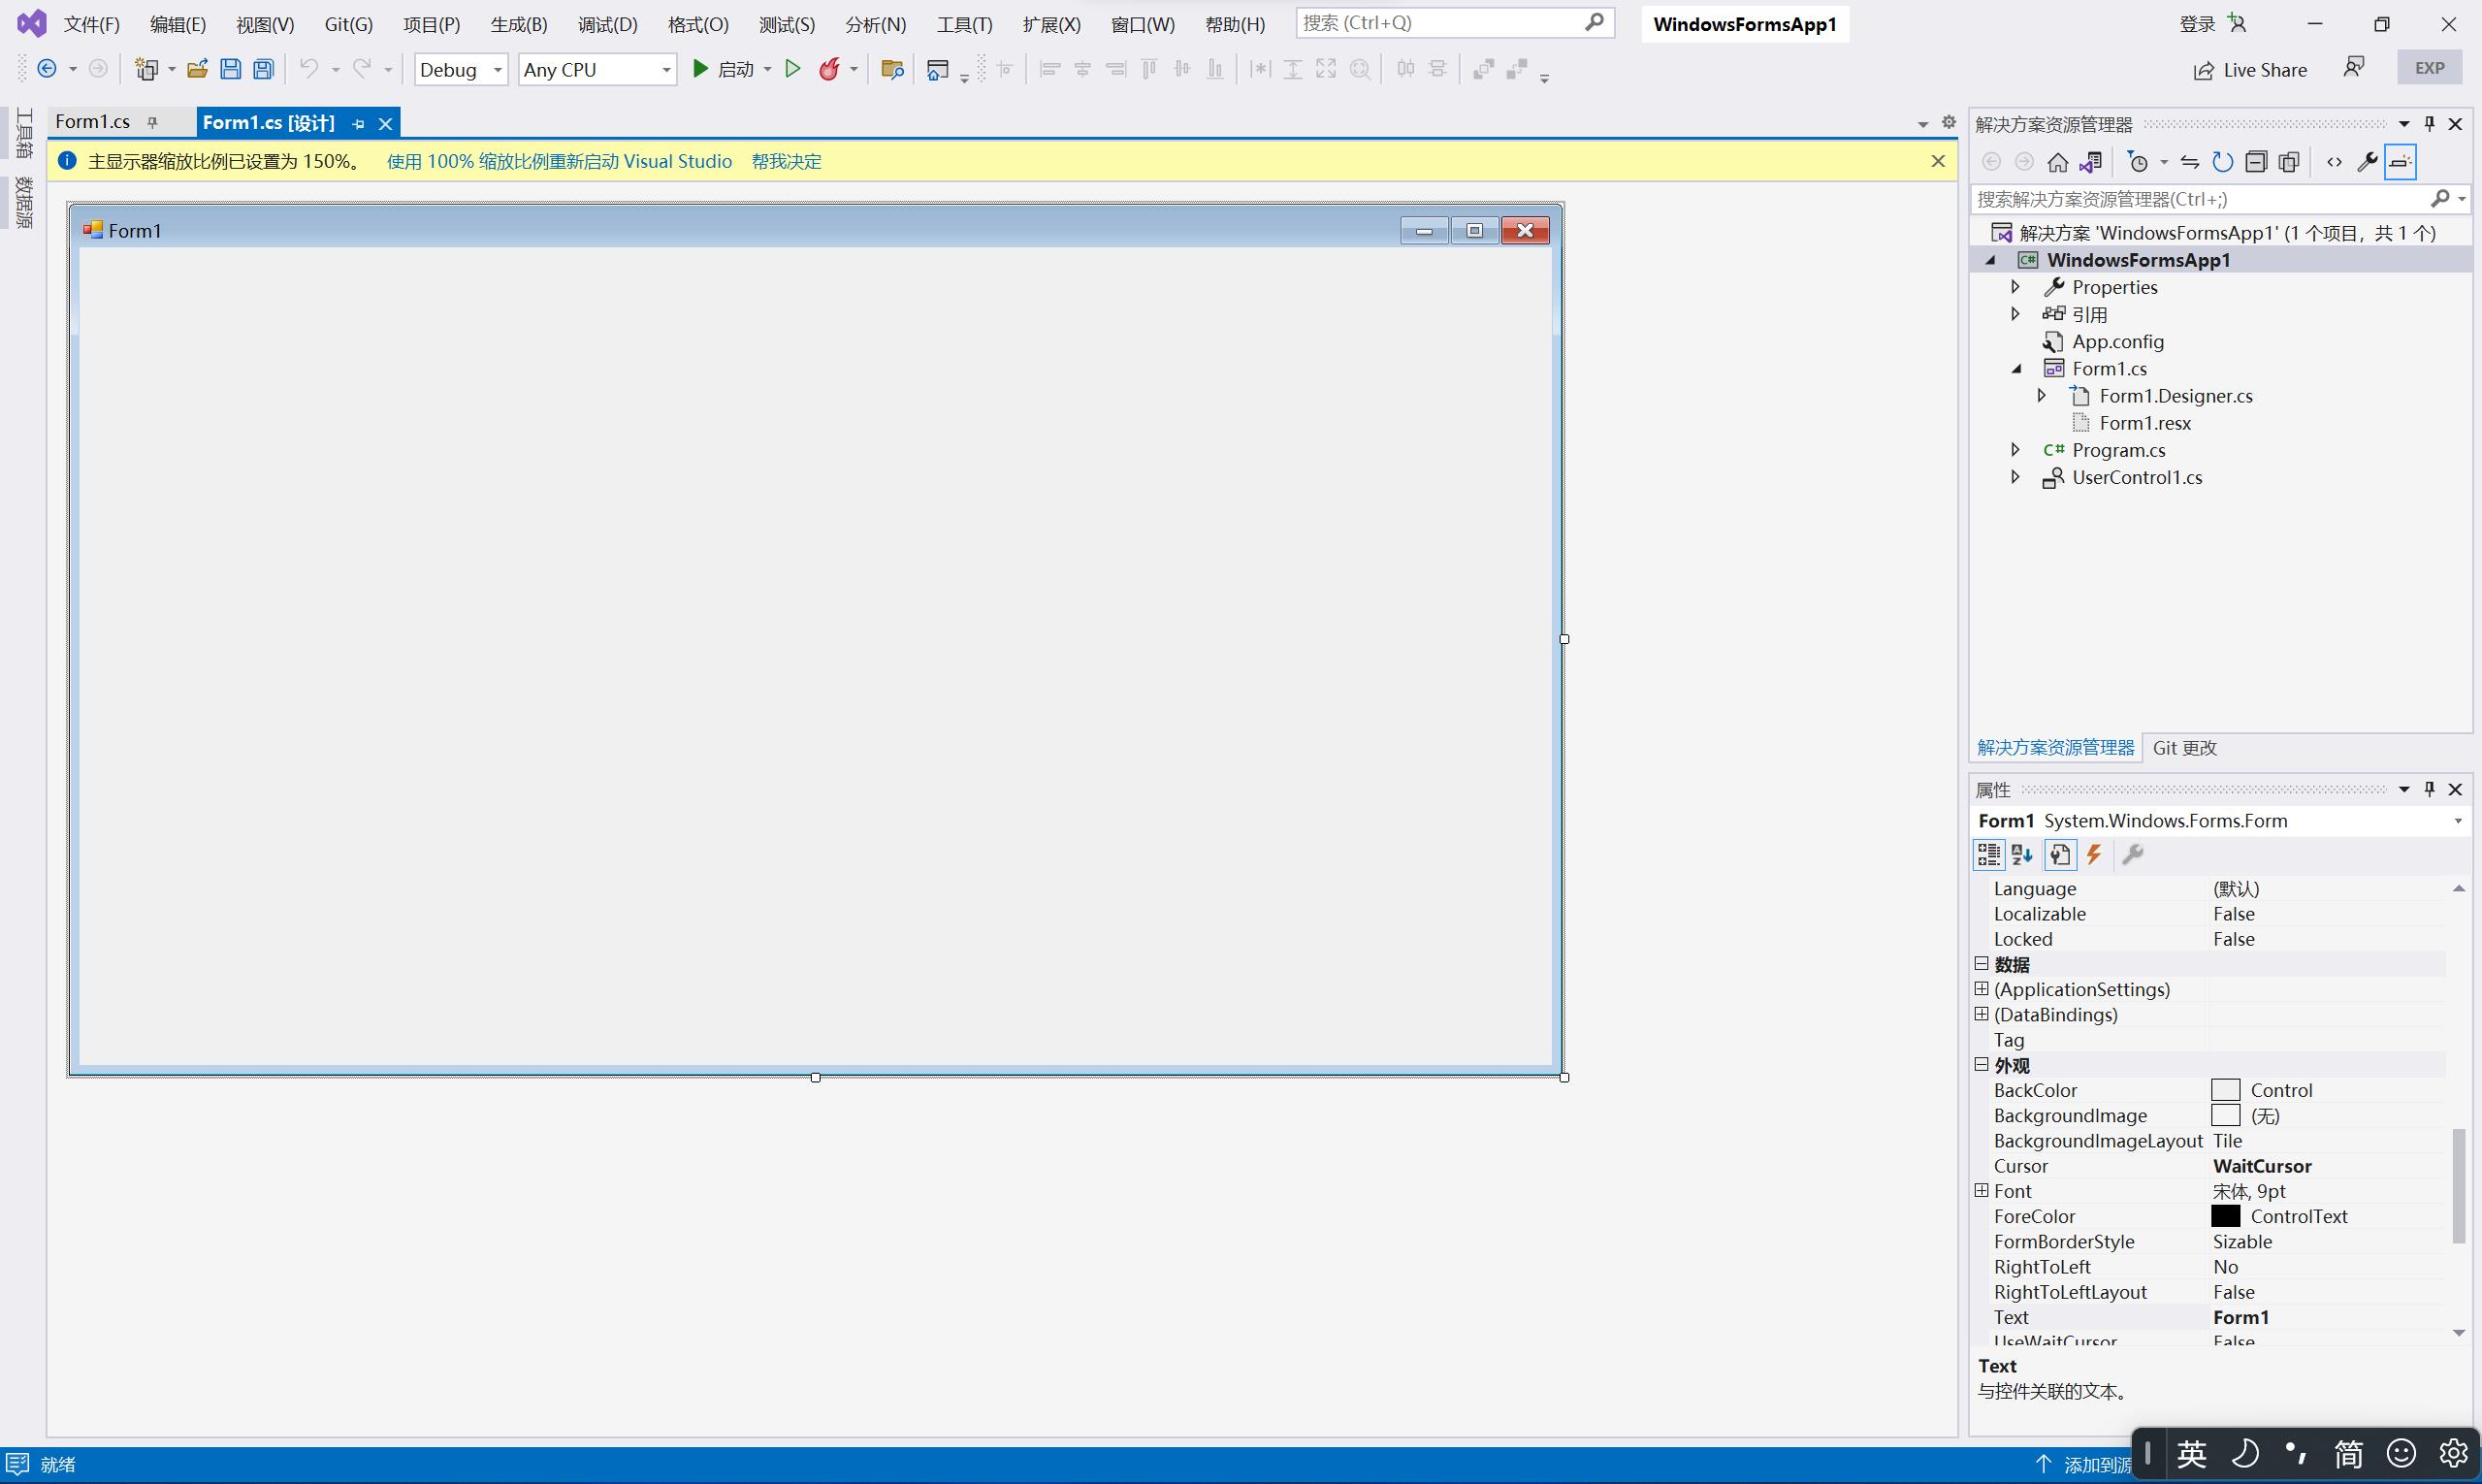 文件(F) 编辑(E) 视图(V) Git(G) 项目(P) 生成(B) 调试(D) 格式(O) 测试(S) 分析(N) 工具(T) 扩展(X) 窗口(W) 帮助(H) 搜索 (Ctrl+Q) WindowsFormsApp1 登录
Debug Any CPU 启动 Live Share EXP
工具箱
数据源
Form1.cs Form1.cs [设计]
主显示器缩放比例已设置为 150%。 使用 100% 缩放比例重新启动 Visual Studio 帮我决定
Form1
解决方案资源管理器
搜索解决方案资源管理器(Ctrl+;)
解决方案 'WindowsFormsApp1' (1 个项目，共 1 个)
C# WindowsFormsApp1
Properties
引用
App.config
Form1.cs
Form1.Designer.cs
Form1.resx
C# Program.cs
UserControl1.cs
解决方案资源管理器 Git 更改
属性
Form1 System.Windows.Forms.Form
Language (默认)
Localizable False
Locked False
数据
(ApplicationSettings)
(DataBindings)
Tag
外观
BackColor Control
BackgroundImage (无)
BackgroundImageLayout Tile
Cursor WaitCursor
Font 宋体, 9pt
ForeColor ControlText
FormBorderStyle Sizable
RightToLeft No
RightToLeftLayout False
Text Form1
UseWaitCursor False
Text
与控件关联的文本。
就绪 添加到源
英 简